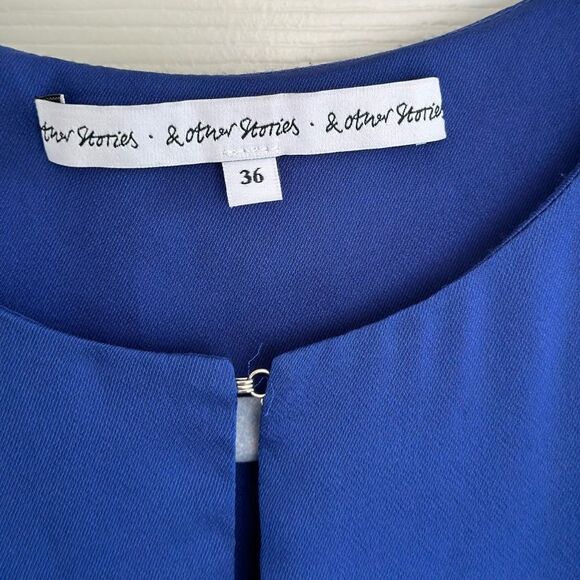 other Stories · & other Stories · & other Stories
36